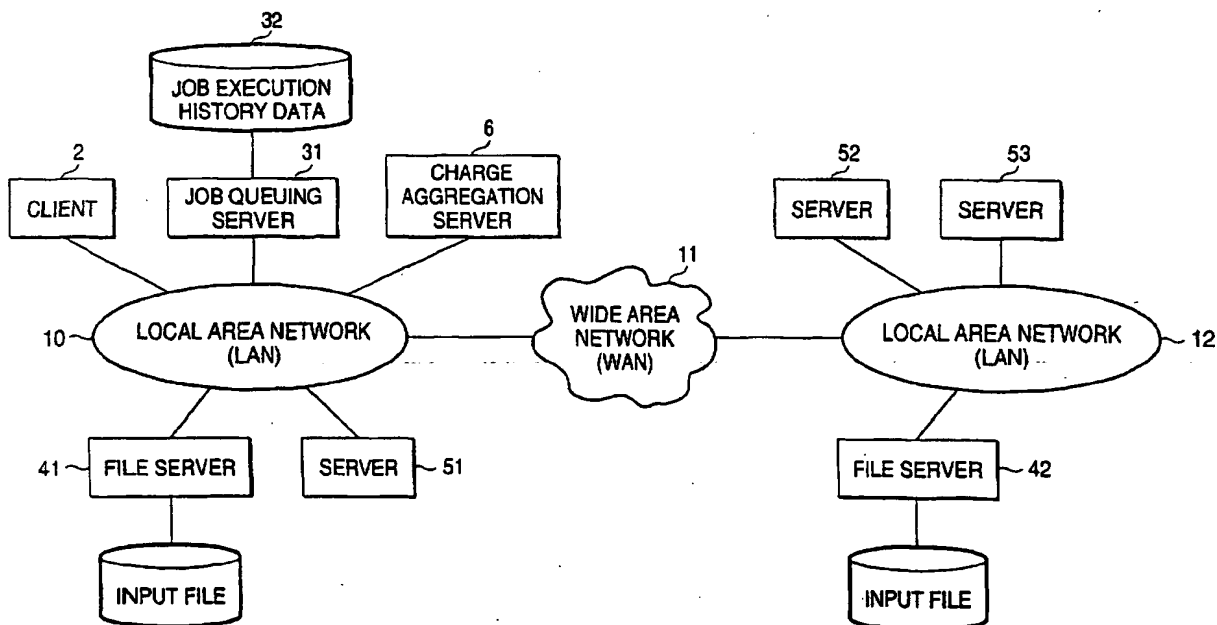 32
JOB EXECUTION
HISTORY DATA
2
CLIENT
31
JOB QUEUING
SERVER
6
CHARGE
AGGREGATION
SERVER
52
SERVER
53
SERVER
11
WIDE AREA
NETWORK
(WAN)
10
LOCAL AREA NETWORK
(LAN)
LOCAL AREA NETWORK
(LAN)
12
41
FILE SERVER
SERVER
51
FILE SERVER
42
INPUT FILE
INPUT FILE